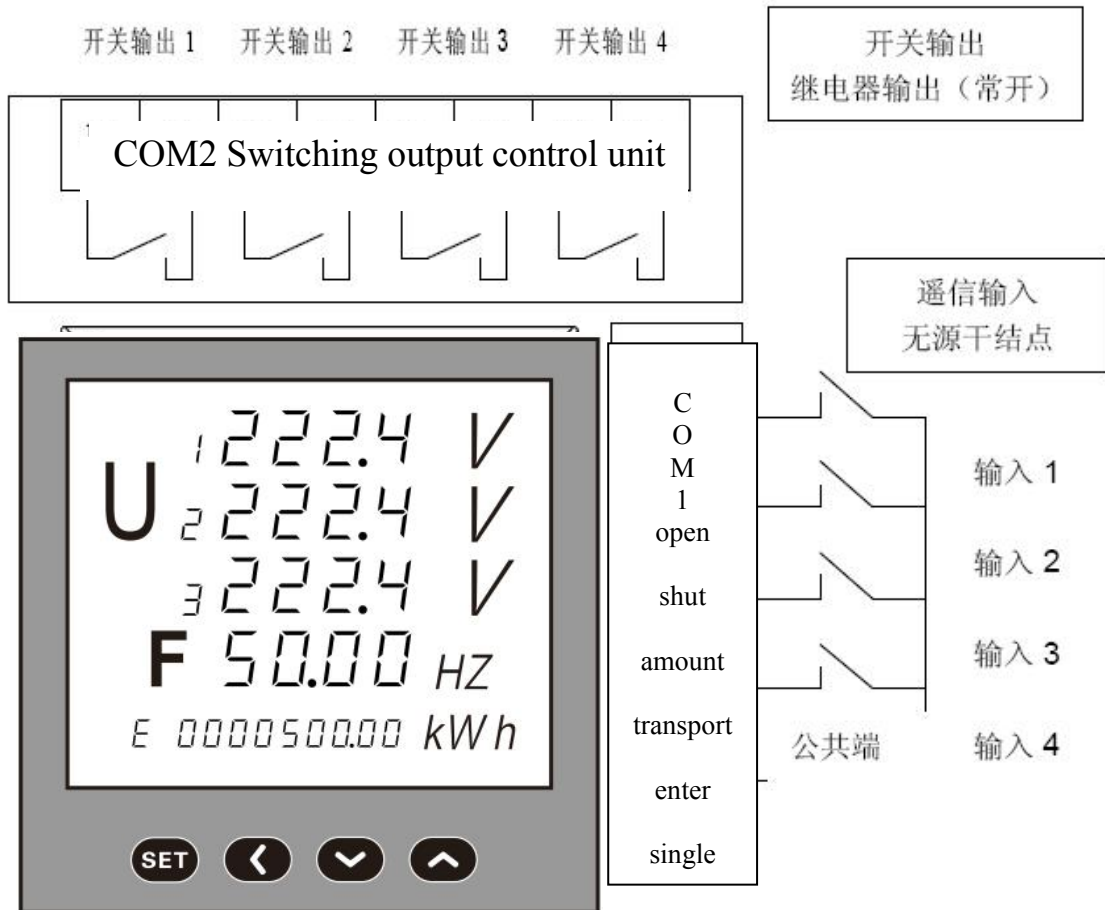 开关输出 1 开关输出 2 开关输出 3 开关输出 4
开关输出
继电器输出（常开）
COM2 Switching output control unit
遥信输入
无源干结点
U 1 222.4 V
2 222.4 V
3 222.4 V
F 50.00 HZ
E 0000500.00 kWh
SET
C
O
M
1
open
shut
amount
transport
enter
single
输入 1
输入 2
输入 3
公共端 输入 4